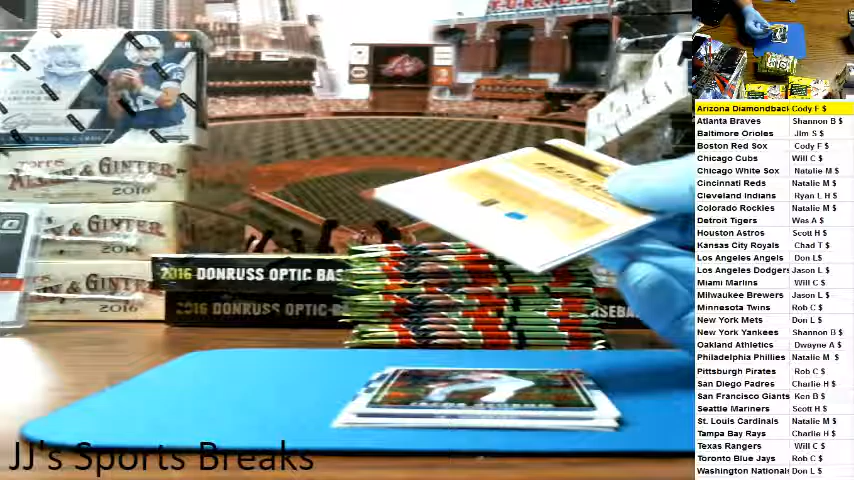 TURNER
TOPPS
ALLEN & GINTER
2016
& GINTER
2016
& GINTER
2016
2016 DONRUSS OPTIC BAS
2016 DONRUSS OPTIC
SEBA
JJ's Sports Breaks
Arizona Diamondback Cody F $
Atlanta Braves Shannon B $
Baltimore Orioles Jim S $
Boston Red Sox Cody F $
Chicago Cubs Will C $
Chicago White Sox Natalie M $
Cincinnati Reds Natalie M $
Cleveland Indians Ryan L H $
Colorado Rockies Natalie M $
Detroit Tigers Wes A $
Houston Astros Scott H $
Kansas City Royals Chad T $
Los Angeles Angels Don L$
Los Angeles Dodgers Jason L $
Miami Marlins Will C $
Milwaukee Brewers Jason L $
Minnesota Twins Rob C $
New York Mets Don L $
New York Yankees Shannon B $
Oakland Athletics Dwayne A $
Philadelphia Phillies Natalie M $
Pittsburgh Pirates Rob C $
San Diego Padres Charlie H $
San Francisco Giants Ken B $
Seattle Mariners Scott H $
St. Louis Cardinals Natalie M $
Tampa Bay Rays Charlie H $
Texas Rangers Will C $
Toronto Blue Jays Rob C $
Washington Nationals Don L $